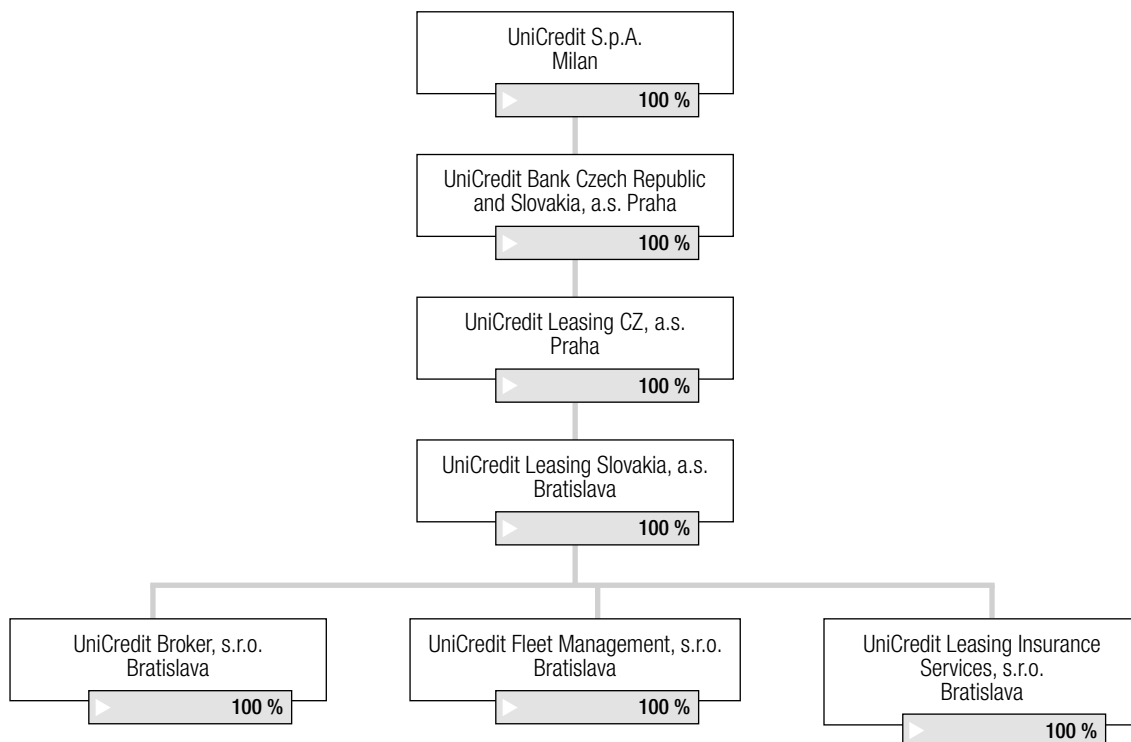 UniCredit S.p.A.
Milan
100 %
UniCredit Bank Czech Republic
and Slovakia, a.s. Praha
100 %
UniCredit Leasing CZ, a.s.
Praha
100 %
UniCredit Leasing Slovakia, a.s.
Bratislava
100 %
UniCredit Broker, s.r.o.
Bratislava
100 %
UniCredit Fleet Management, s.r.o.
Bratislava
100 %
UniCredit Leasing Insurance
Services, s.r.o.
Bratislava
100 %